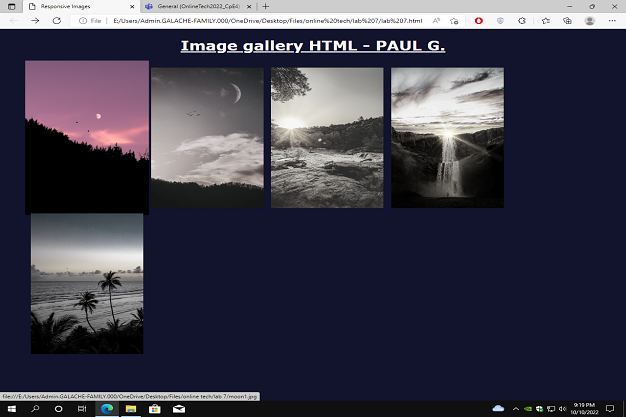 Responsive Images
General (OnlineTech2022_CpE4)
File
E:/Users/Admin.GALACHE-FAMILY.000/OneDrive/Desktop/Files/online%20tech/lab%207/lab%207.html
Image gallery HTML - PAUL G.
file:///E:/Users/Admin.GALACHE-FAMILY.000/OneDrive/Desktop/Files/online tech/lab 7/moon1.jpg
9:19 PM
10/10/2022